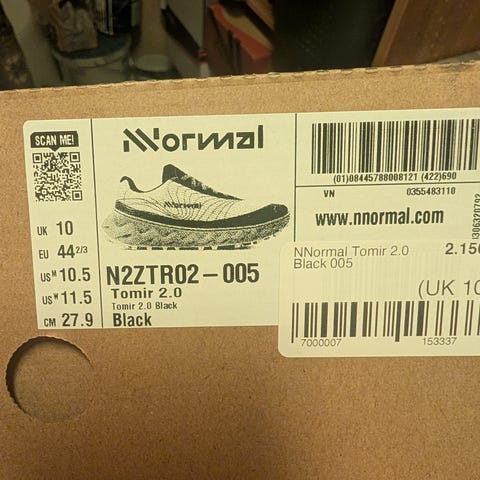 SCAN ME!
UK 10
EU 44 2/3
US M 10.5
US W 11.5
CM 27.9
NNormal
NNormal
N2ZTR02-005
Tomir 2.0
Tomir 2.0 Black
Black
(01)08445788008121 (422)690
VN 0355483110
www.nnormal.com
NNormal Tomir 2.0
Black 005
(UK 10
7000007 153337